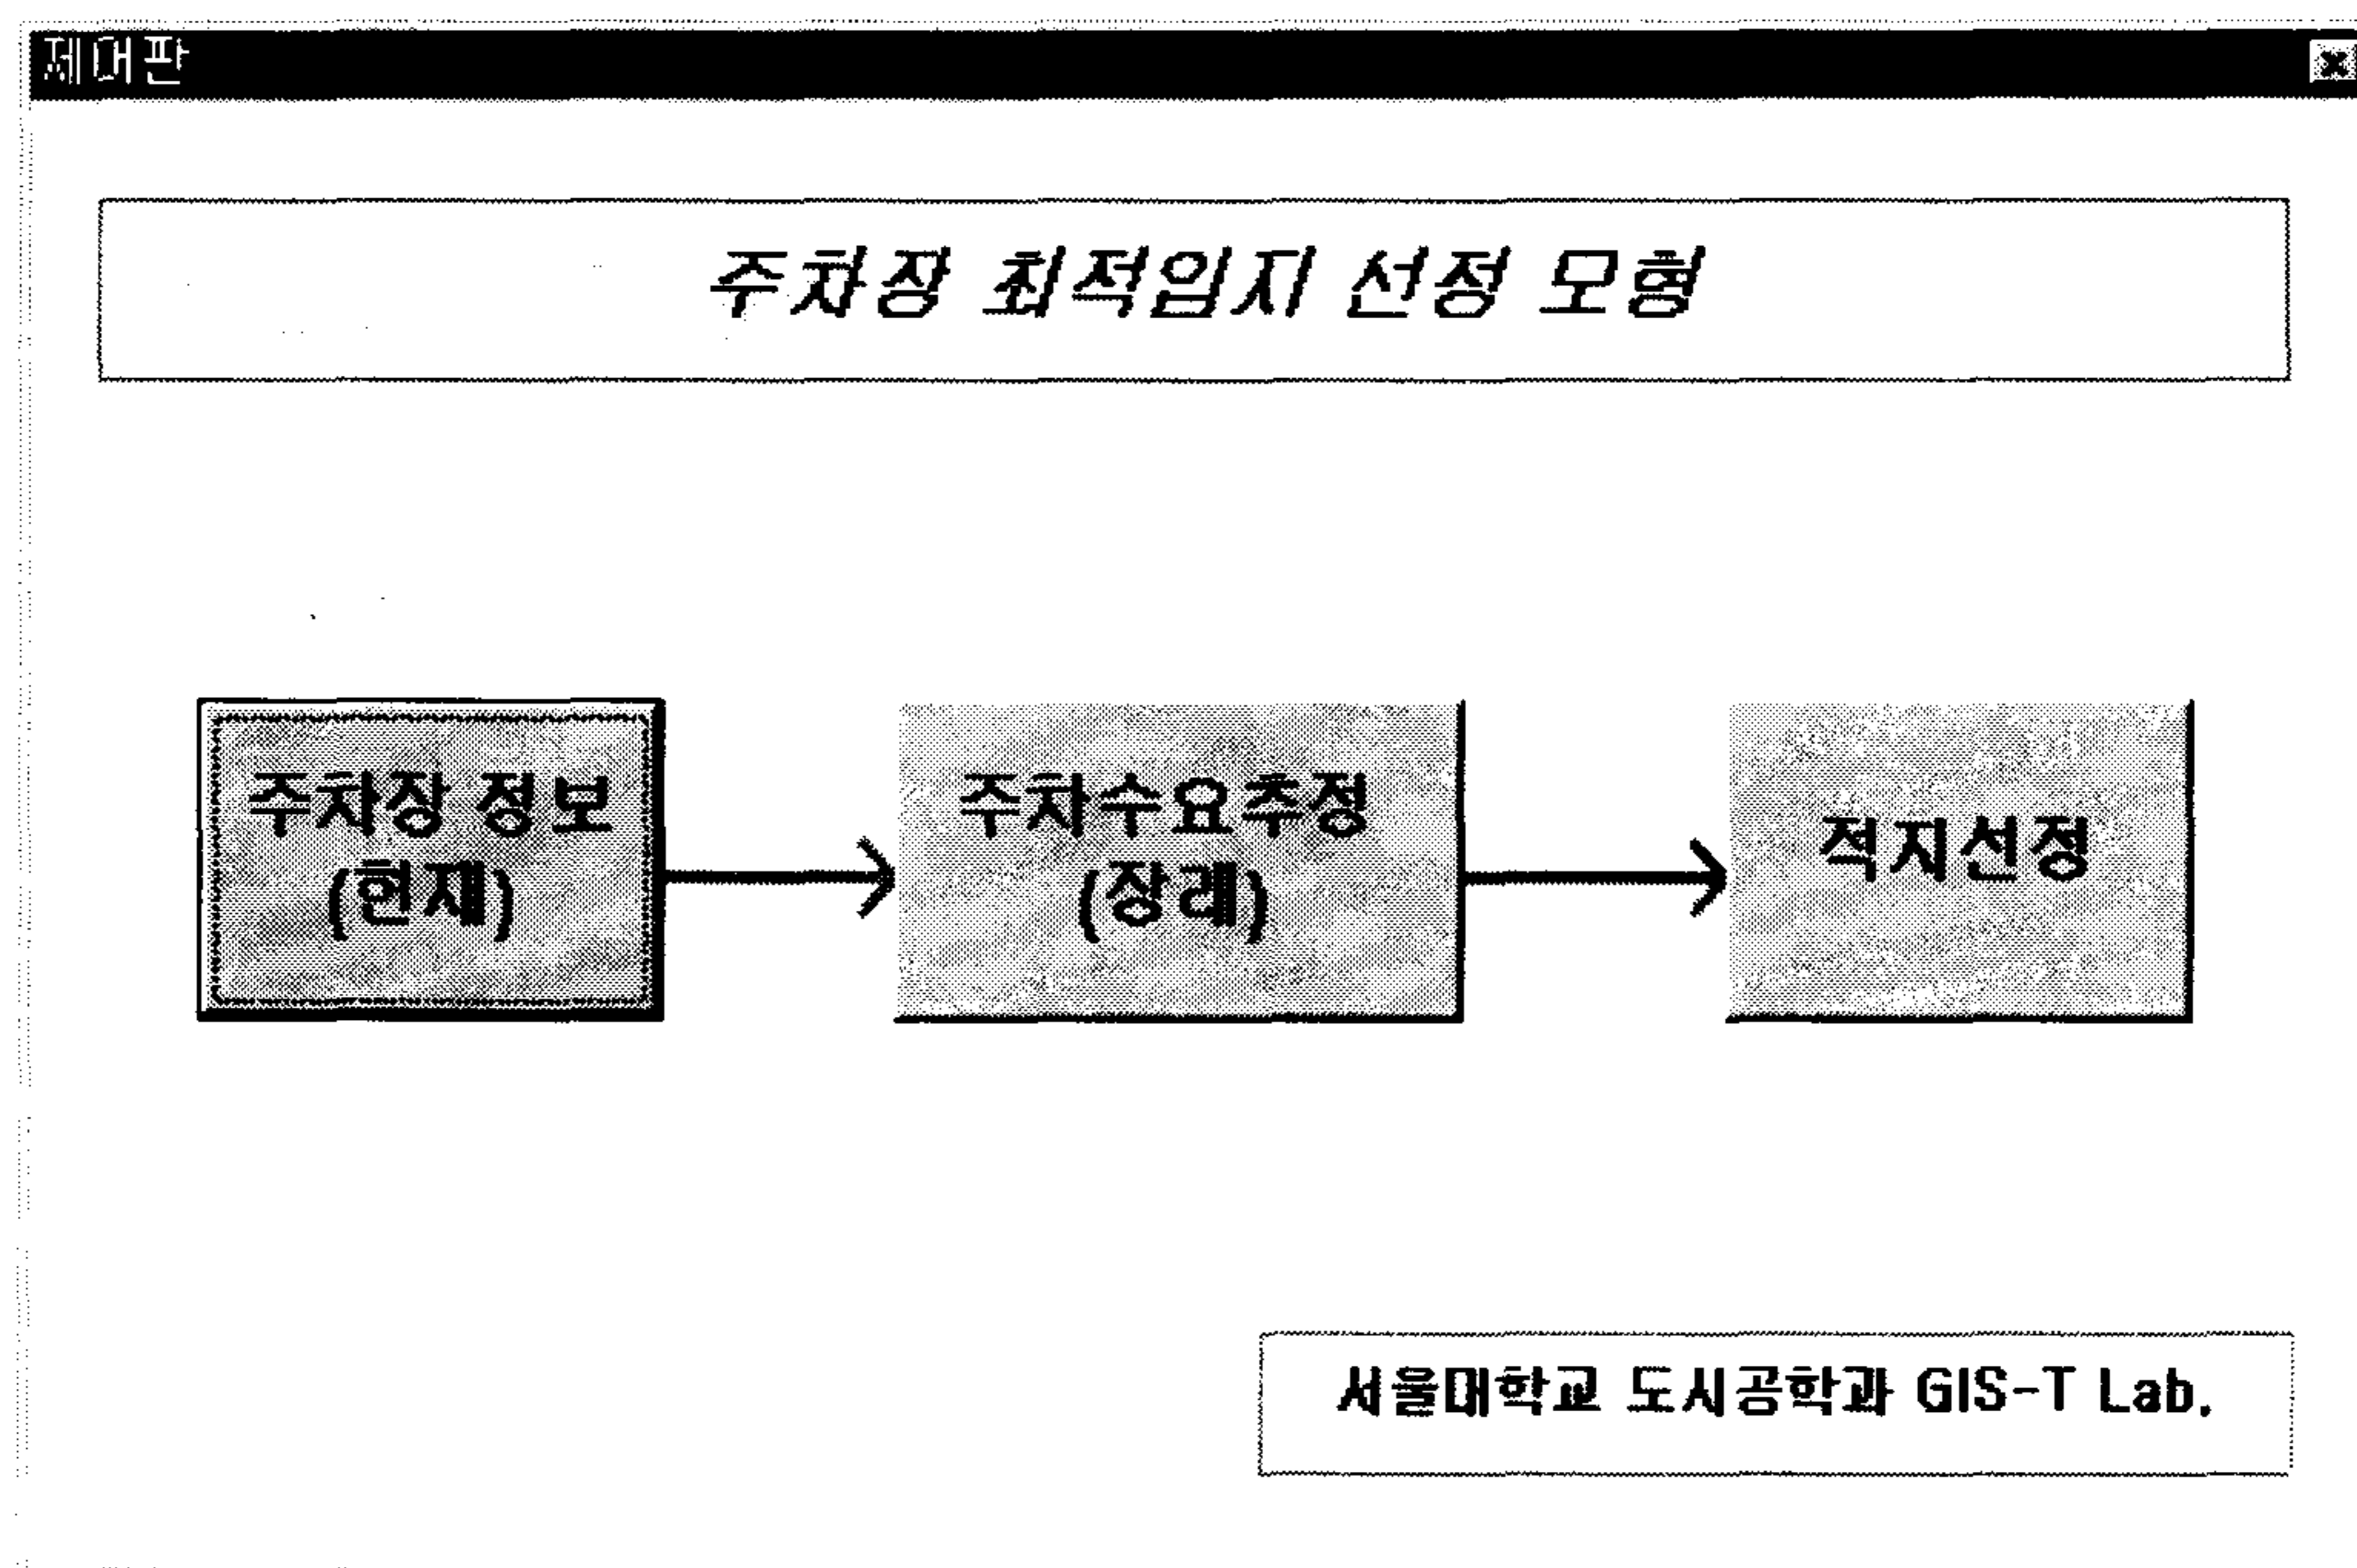 제어판
주차장 최적입지 선정 모형
주차장 정보
(현재)
주차수요추정
(장래)
적지선정
서울대학교 도시공학과 GIS-T Lab.